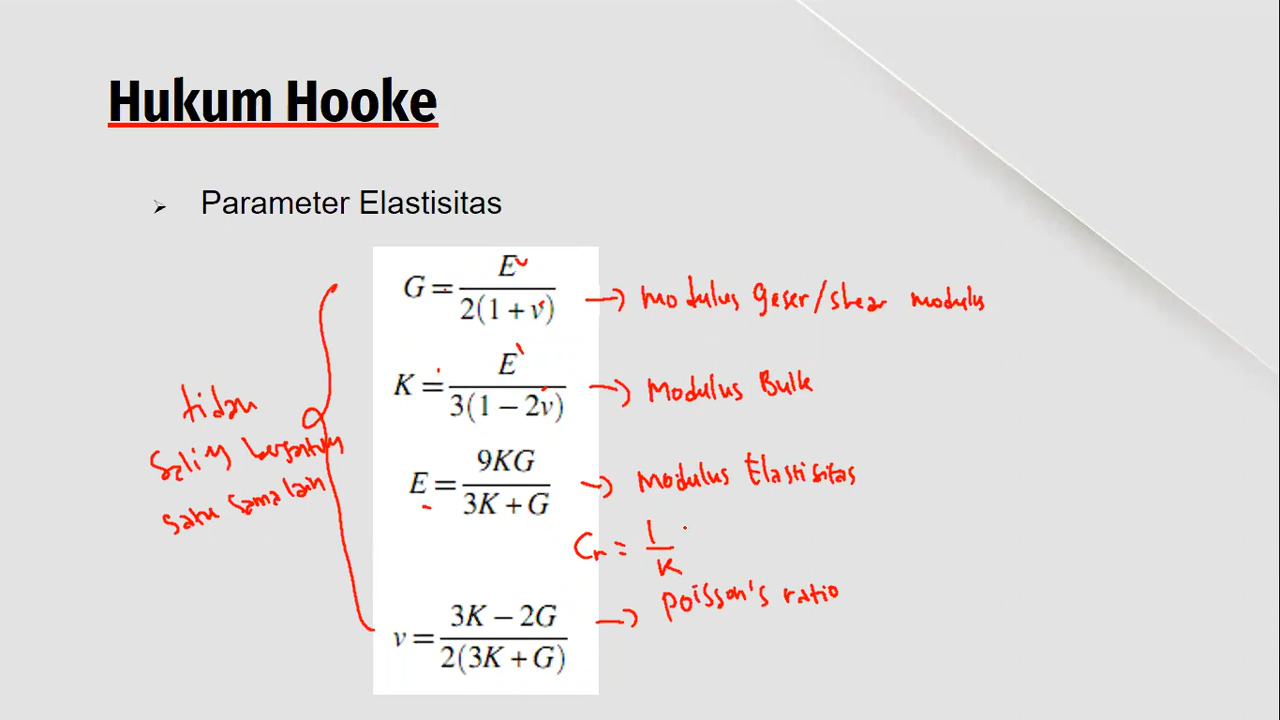 Hukum Hooke
➢ Parameter Elastisitas
G = E / 2(1 + ν) → modulus geser/shear modulus
K = E / 3(1 − 2ν) → Modulus Bulk
E = 9KG / 3K + G → modulus Elastisitas
Cr = 1 / K
ν = 3K − 2G / 2(3K + G) → Poisson's ratio
tidak
saling bergantung
satu sama lain